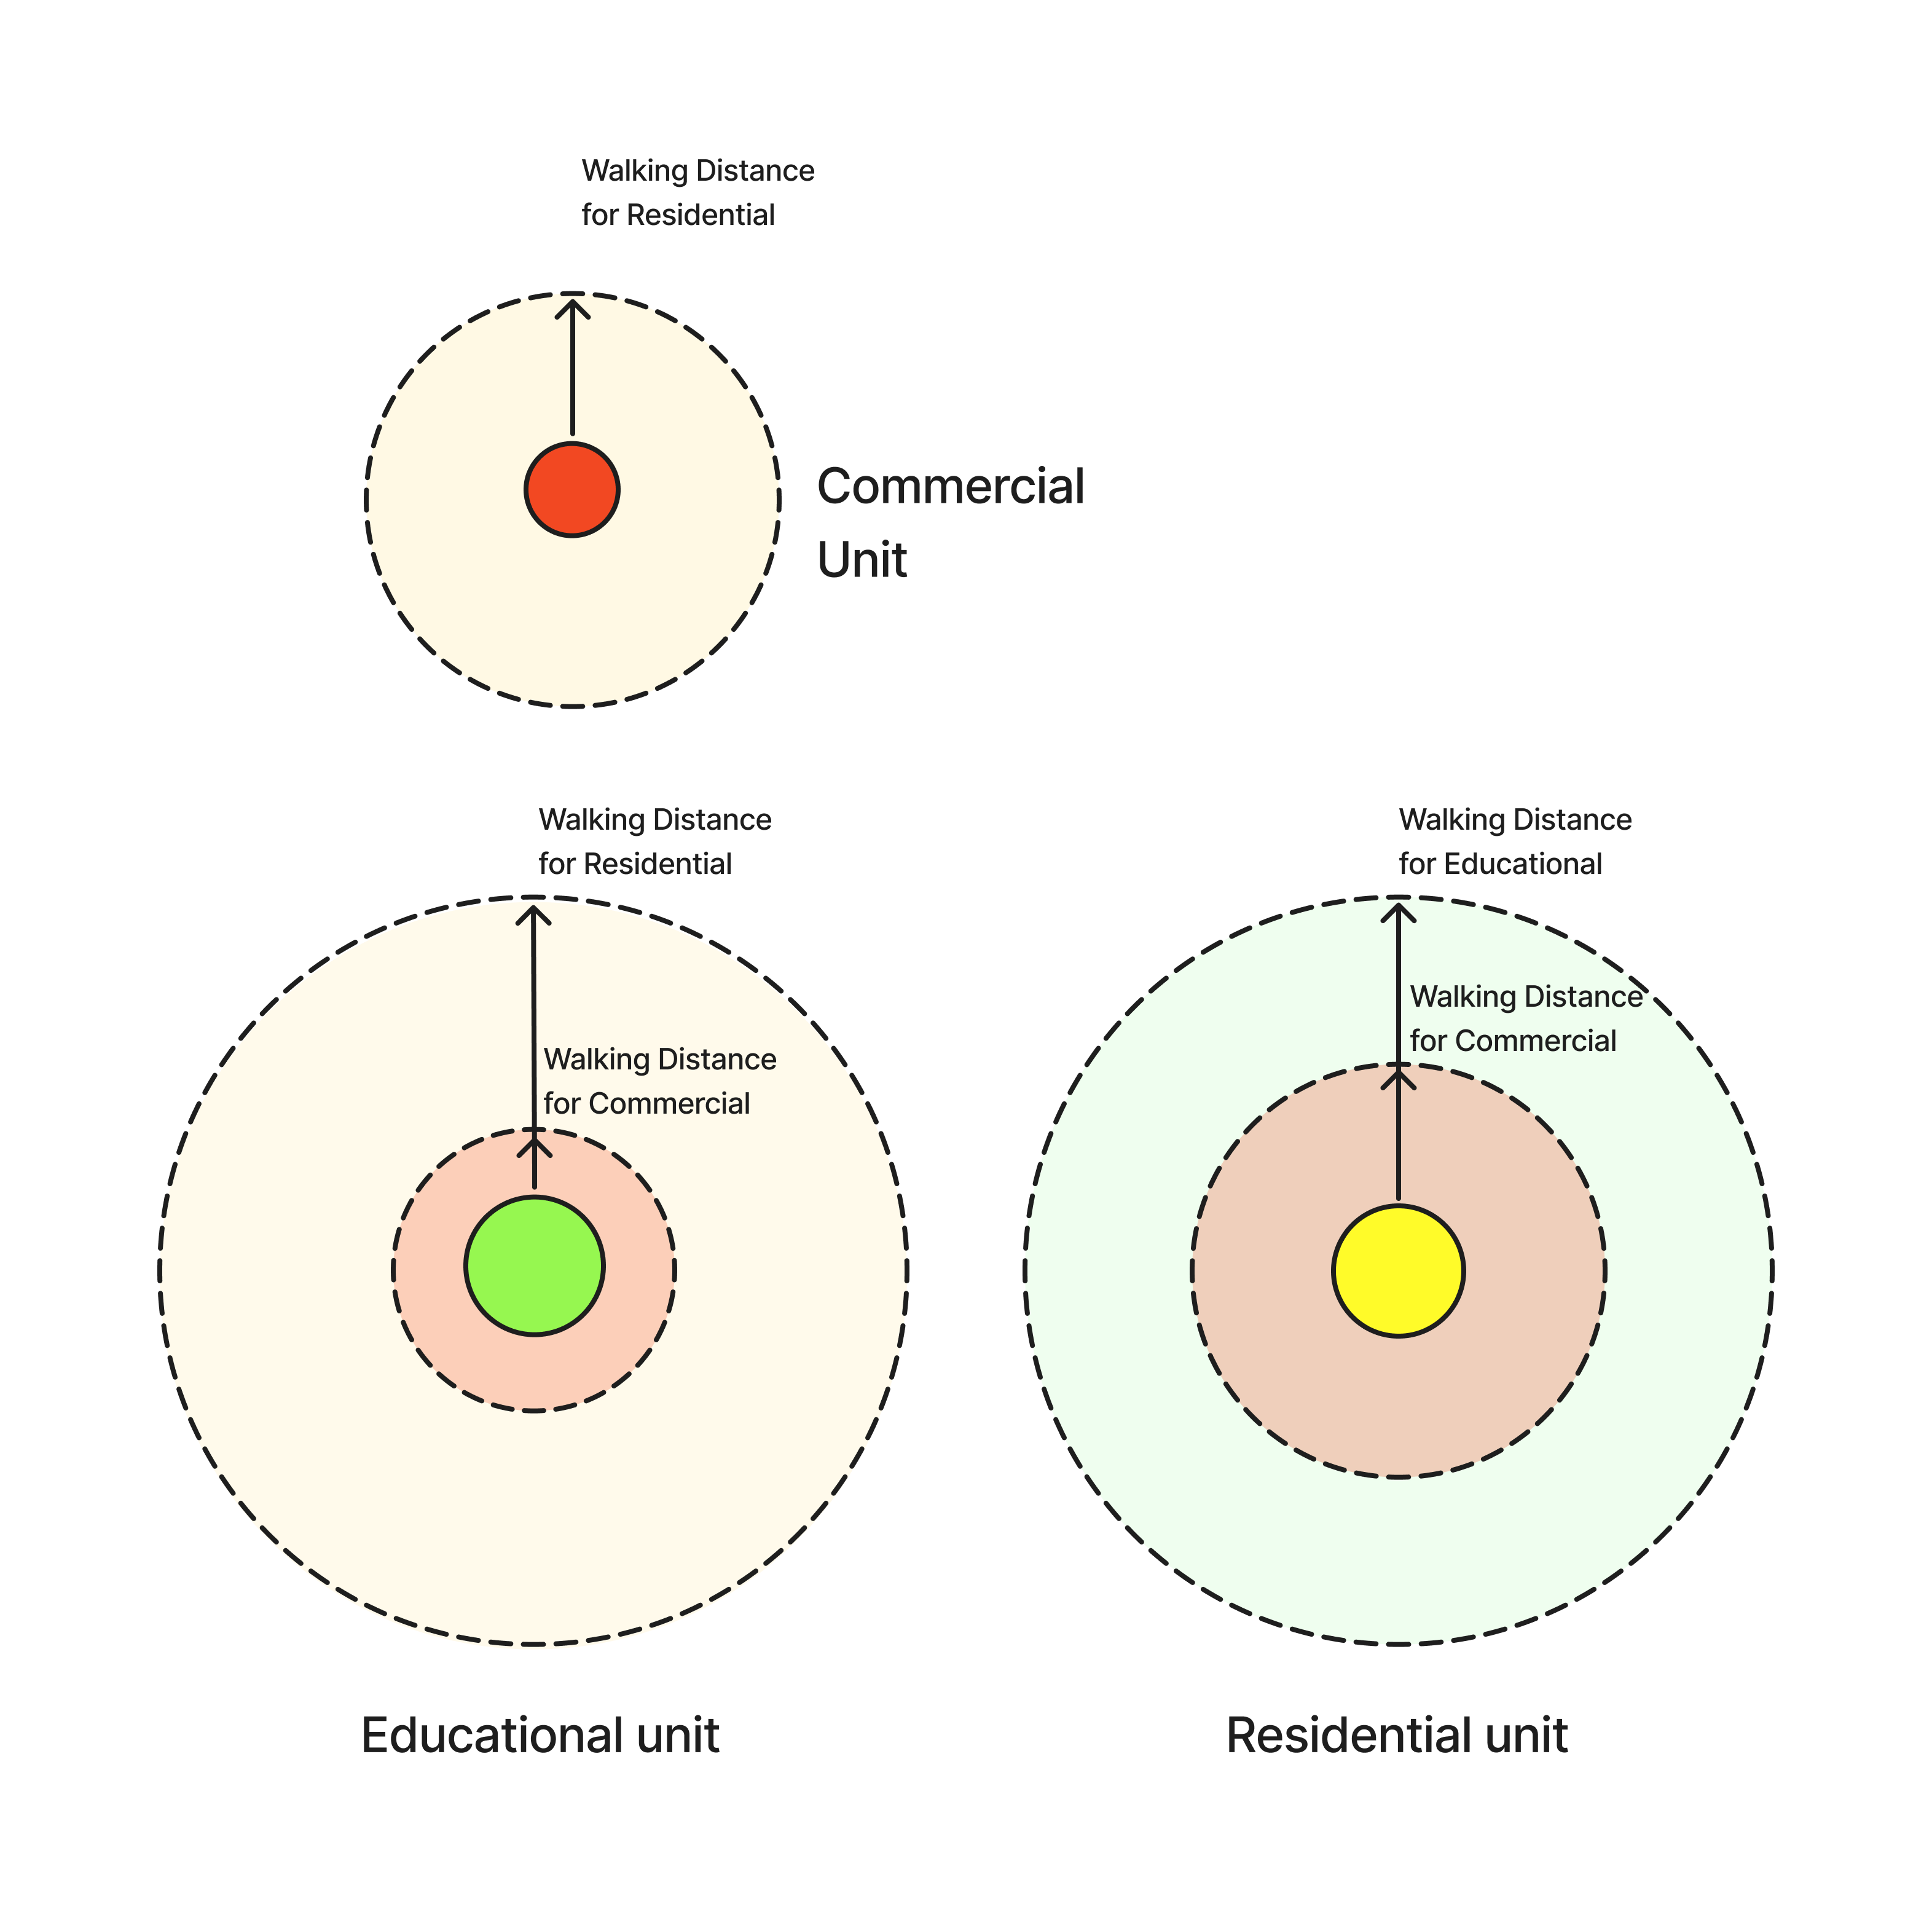 Walking Distance
for Residential
Commercial
Unit
Walking Distance
for Residential
Walking Distance
for Commercial
Educational unit
Walking Distance
for Educational
Walking Distance
for Commercial
Residential unit